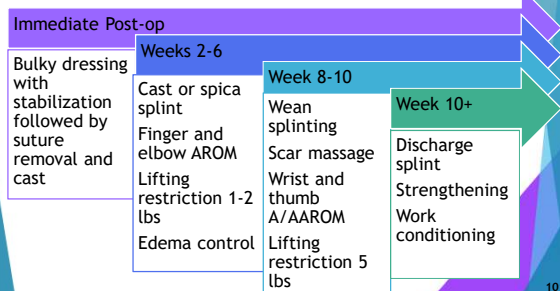 Immediate Post-op
Bulky dressing
with
stabilization
followed by
suture
removal and
cast
Weeks 2-6
Cast or spica
splint
Finger and
elbow AROM
Lifting
restriction 1-2
lbs
Edema control
Week 8-10
Wean
splinting
Scar massage
Wrist and
thumb
A/AAROM
Lifting
restriction 5
lbs
Week 10+
Discharge
splint
Strengthening
Work
conditioning
19